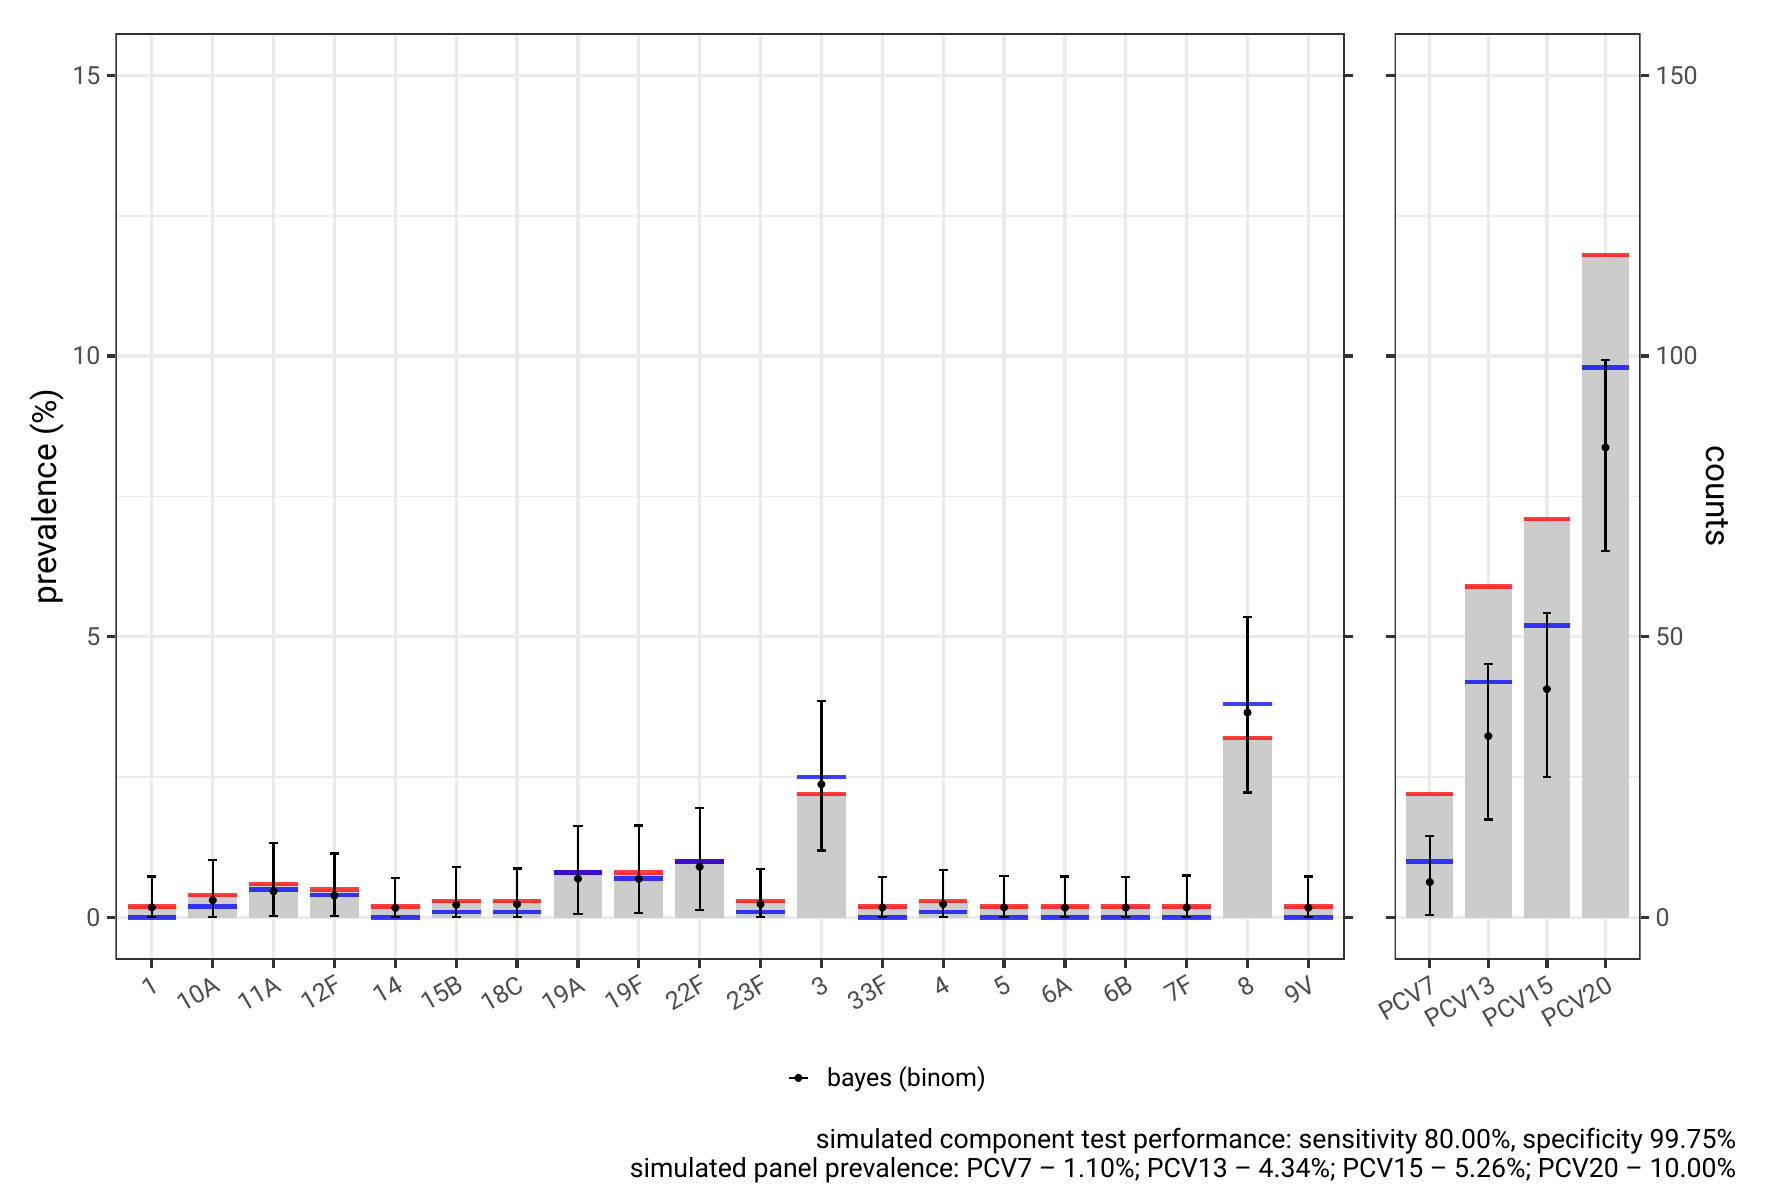 15
10
5
0
prevalence (%)
150
100
50
0
counts
1 10A 11A 12F 14 15B 18C 19A 19F 22F 23F 3 33F 4 5 6A 6B 7F 8 9V
PCV7 PCV13 PCV15 PCV20
bayes (binom)
simulated component test performance: sensitivity 80.00%, specificity 99.75%
simulated panel prevalence: PCV7 – 1.10%; PCV13 – 4.34%; PCV15 – 5.26%; PCV20 – 10.00%